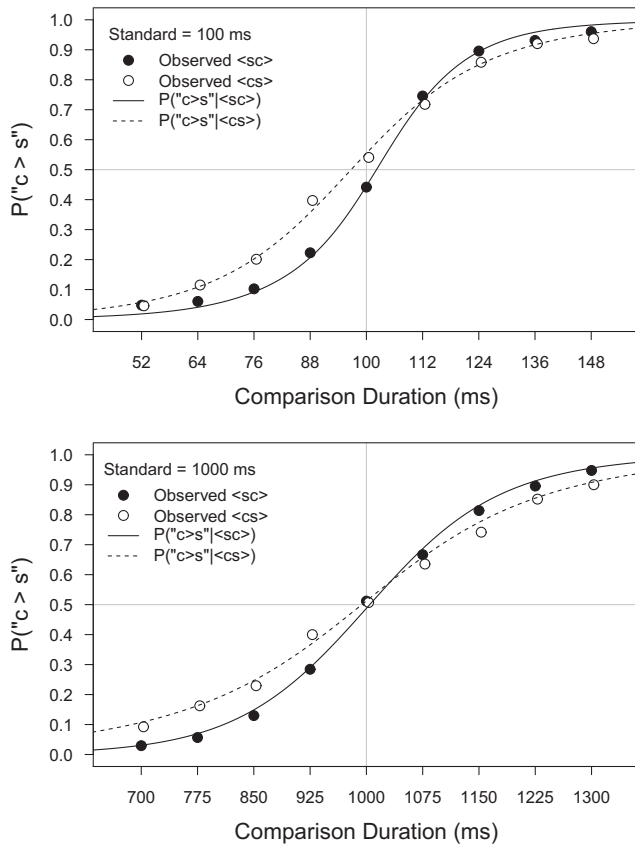 Standard = 100 ms
Observed <sc>
Observed <cs>
P("c>s"|<sc>)
P("c>s"|<cs>)
P("c > s")
1.0
0.9
0.8
0.7
0.6
0.5
0.4
0.3
0.2
0.1
0.0
52 64 76 88 100 112 124 136 148
Comparison Duration (ms)
Standard = 1000 ms
Observed <sc>
Observed <cs>
P("c>s"|<sc>)
P("c>s"|<cs>)
P("c > s")
1.0
0.9
0.8
0.7
0.6
0.5
0.4
0.3
0.2
0.1
0.0
700 775 850 925 1000 1075 1150 1225 1300
Comparison Duration (ms)